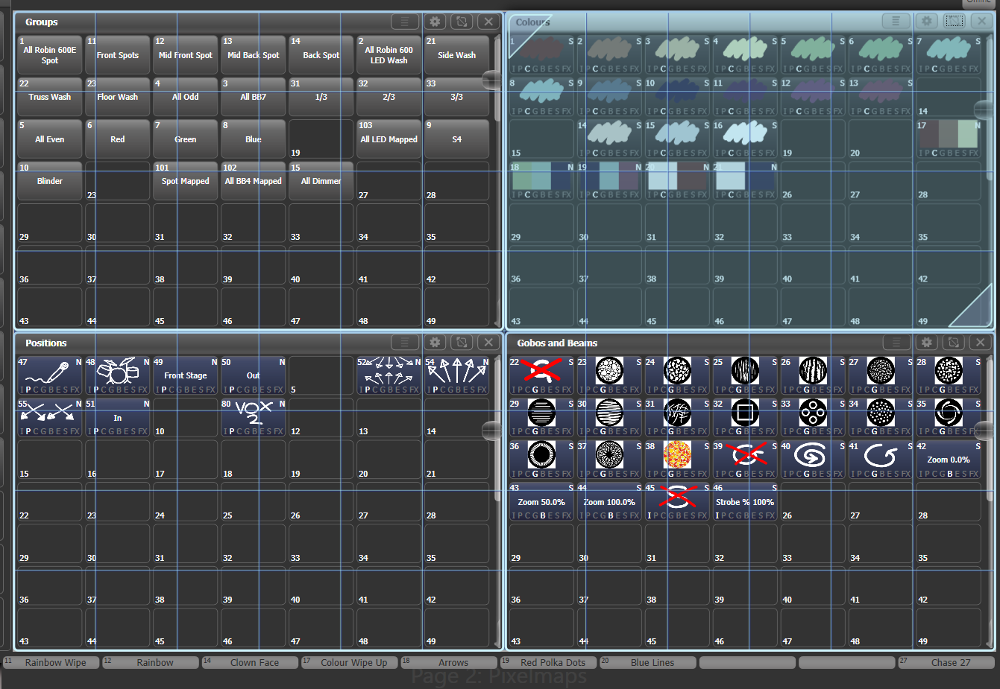 Groups
1 All Robin 600E Spot
11 Front Spots
12 Mid Front Spot
13 Mid Back Spot
14 Back Spot
2 All Robin 600 LED Wash
21 Side Wash
22 Truss Wash
23 Floor Wash
4 All Odd
3 All BB7
31 1/3
32 2/3
33 3/3
5 All Even
6 Red
7 Green
8 Blue
19
103 All LED Mapped
9 S4
10 Blinder
23
101 Spot Mapped
102 All BB4 Mapped
15 All Dimmer
27
28
29 30 31 32 33 34 35
36 37 38 39 40 41 42
43 44 45 46 47 48 49
Colours
1 S 2 S 3 S 4 S 5 S 6 S 7 S
IPCGBESFX IPCGBESFX IPCGBESFX IPCGBESFX IPCGBESFX IPCGBESFX IPCGBESFX
8 S 9 S 10 S 11 S 12 S 13 S 14
IPCGBESFX IPCGBESFX IPCGBESFX IPCGBESFX IPCGBESFX IPCGBESFX
15 14 S 15 S 16 S 19 20 17 N
IPCGBESFX IPCGBESFX IPCGBESFX IPCGBESFX
18 N 19 N 20 N 21 N 26 27 28
IPCGBESFX IPCGBESFX IPCGBESFX IPCGBESFX
29 30 31 32 33 34 35
36 37 38 39 40 41 42
43 44 45 46 47 48 49
Positions
47 N 48 N 49 N 50 N 5 52 N 54 N
Front Stage Out
IPCGBESFX IPCGBESFX IPCGBESFX IPCGBESFX IPCGBESFX IPCGBESFX
55 N 51 N 10 80 N 12 13 14
In VOX 2.
IPCGBESFX IPCGBESFX IPCGBESFX
15 16 17 18 19 20 21
22 23 24 25 26 27 28
29 30 31 32 33 34 35
36 37 38 39 40 41 42
43 44 45 46 47 48 49
Gobos and Beams
22 S 23 S 24 S 25 S 26 S 27 S 28 S
IPCGBESFX IPCGBESFX IPCGBESFX IPCGBESFX IPCGBESFX IPCGBESFX IPCGBESFX
29 S 30 S 31 S 32 S 33 S 34 S 35 S
IPCGBESFX IPCGBESFX IPCGBESFX IPCGBESFX IPCGBESFX IPCGBESFX IPCGBESFX
36 S 37 S 38 S 39 S 40 S 41 S 42 S
Zoom 0.0%
IPCGBESFX IPCGBESFX IPCGBESFX IPCGBESFX IPCGBESFX IPCGBESFX IPCGBESFX
43 S 44 S 45 S 46 S 26 27 28
Zoom 50.0% Zoom 100.0% Strobe % 100%
IPCGBESFX IPCGBESFX IPCGBESFX IPCGBESFX
29 30 31 32 33 34 35
36 37 38 39 40 41 42
43 44 45 46 47 48 49
11 Rainbow Wipe 12 Rainbow 14 Clown Face 17 Colour Wipe Up 18 Arrows 19 Red Polka Dots 20 Blue Lines 27 Chase 27
Page 2: Pixelmaps